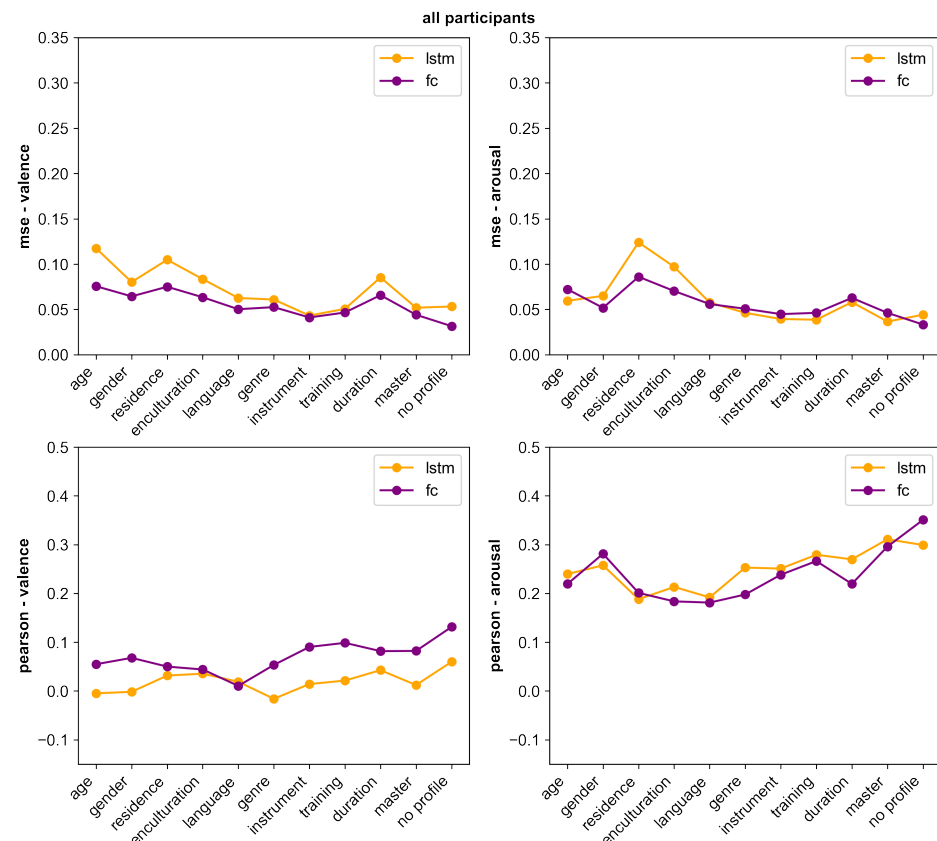 all participants
mse - valence
0.35
0.30
0.25
0.20
0.15
0.10
0.05
0.00
lstm
fc
age
gender
residence
enculturation
language
genre
instrument
training
duration
master
no profile
mse - arousal
0.35
0.30
0.25
0.20
0.15
0.10
0.05
0.00
lstm
fc
age
gender
residence
enculturation
language
genre
instrument
training
duration
master
no profile
pearson - valence
0.5
0.4
0.3
0.2
0.1
0.0
−0.1
lstm
fc
age
gender
residence
enculturation
language
genre
instrument
training
duration
master
no profile
pearson - arousal
0.5
0.4
0.3
0.2
0.1
0.0
−0.1
lstm
fc
age
gender
residence
enculturation
language
genre
instrument
training
duration
master
no profile